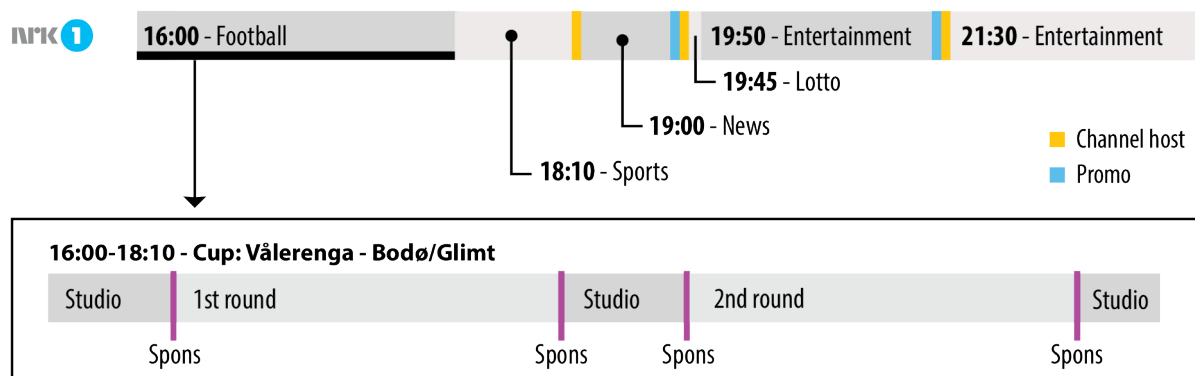 nrk 1
16:00 - Football
19:50 - Entertainment
21:30 - Entertainment
19:45 - Lotto
19:00 - News
18:10 - Sports
Channel host
Promo
16:00-18:10 - Cup: Vålerenga - Bodø/Glimt
Studio
1st round
Studio
2nd round
Studio
Spons
Spons
Spons
Spons